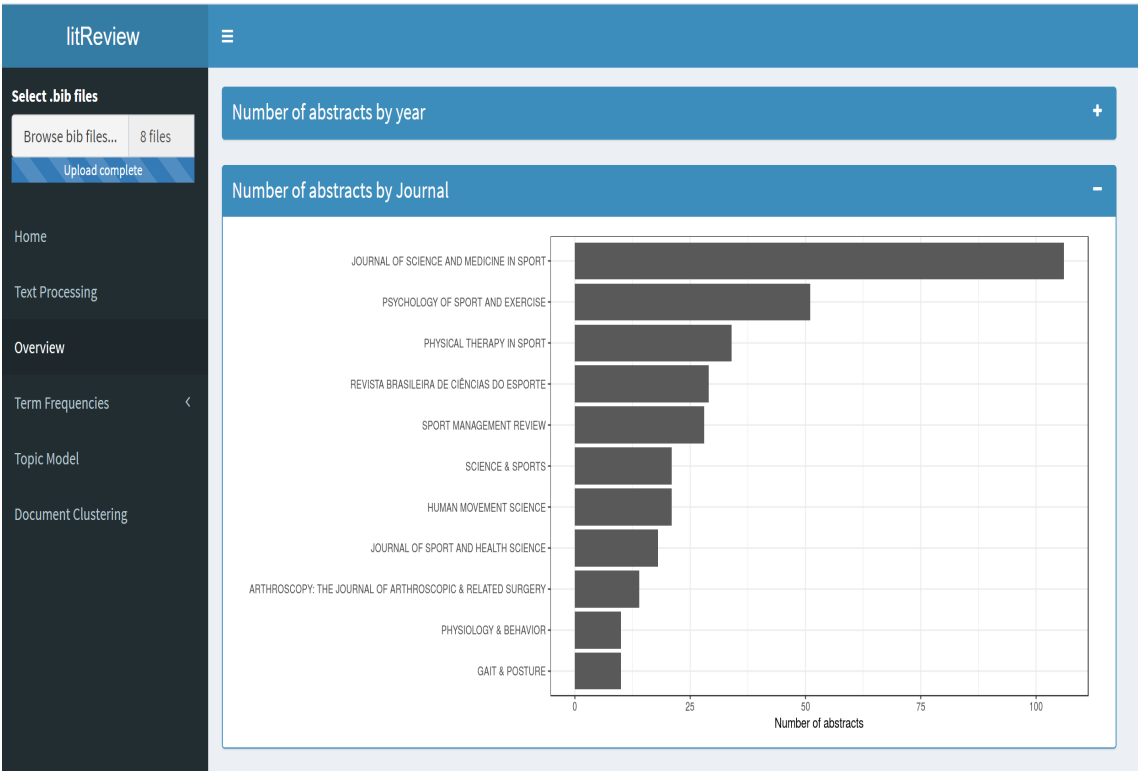 litReview
Select .bib files
Browse bib files... 8 files
Upload complete
Home
Text Processing
Overview
Term Frequencies
Topic Model
Document Clustering
Number of abstracts by year
Number of abstracts by Journal
JOURNAL OF SCIENCE AND MEDICINE IN SPORT
PSYCHOLOGY OF SPORT AND EXERCISE
PHYSICAL THERAPY IN SPORT
REVISTA BRASILEIRA DE CIÊNCIAS DO ESPORTE
SPORT MANAGEMENT REVIEW
SCIENCE & SPORTS
HUMAN MOVEMENT SCIENCE
JOURNAL OF SPORT AND HEALTH SCIENCE
ARTHROSCOPY: THE JOURNAL OF ARTHROSCOPIC & RELATED SURGERY
PHYSIOLOGY & BEHAVIOR
GAIT & POSTURE
0 25 50 75 100
Number of abstracts